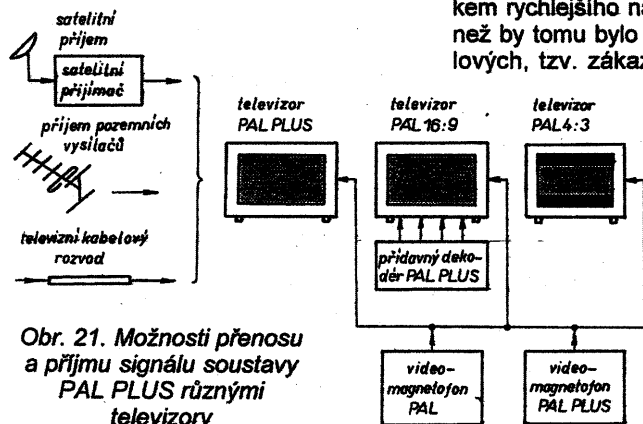 kem rychlejšího na
než by tomu bylo
lových, tzv. zákaz
satelitní
příjem
satelitní
přijímač
příjem pozemních
vysílačů
televizní kabelový
rozvod
televizor
PAL PLUS
televizor
PAL 16:9
televizor
PAL 4:3
přídavný deko-
dér PAL PLUS
video-
magnetofon
PAL
video-
magnetofon
PAL PLUS
Obr. 21. Možnosti přenosu
a příjmu signálu soustavy
PAL PLUS různými
televizory